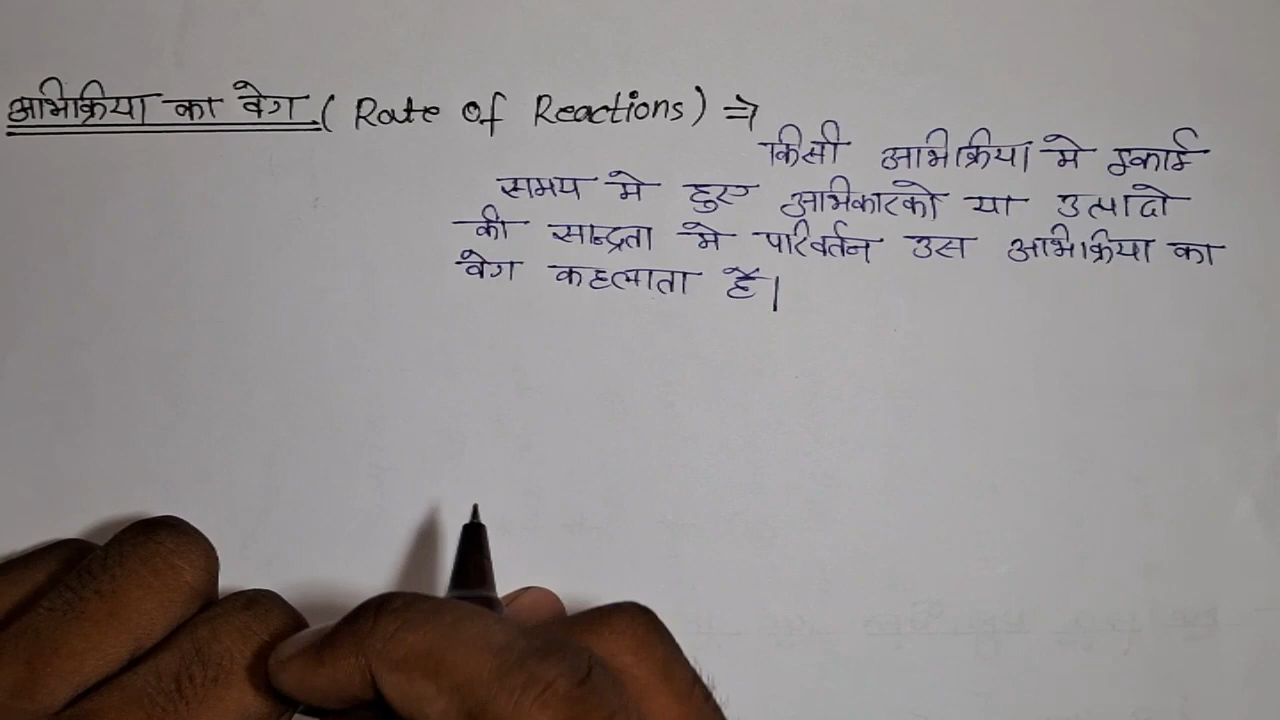 अभिक्रिया का वेग (Rate of Reactions) ⇒
किसी अभिक्रिया मे इकाई
समय मे हुए अभिकारको या उत्पादो
की सान्द्रता मे परिवर्तन उस अभिक्रिया का
वेग कहलाता है।